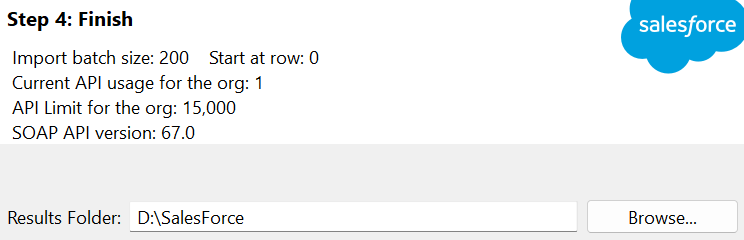 Step 4: Finish
salesforce
Import batch size: 200    Start at row: 0
Current API usage for the org: 1
API Limit for the org: 15,000
SOAP API version: 67.0
Results Folder: D:\SalesForce Browse...